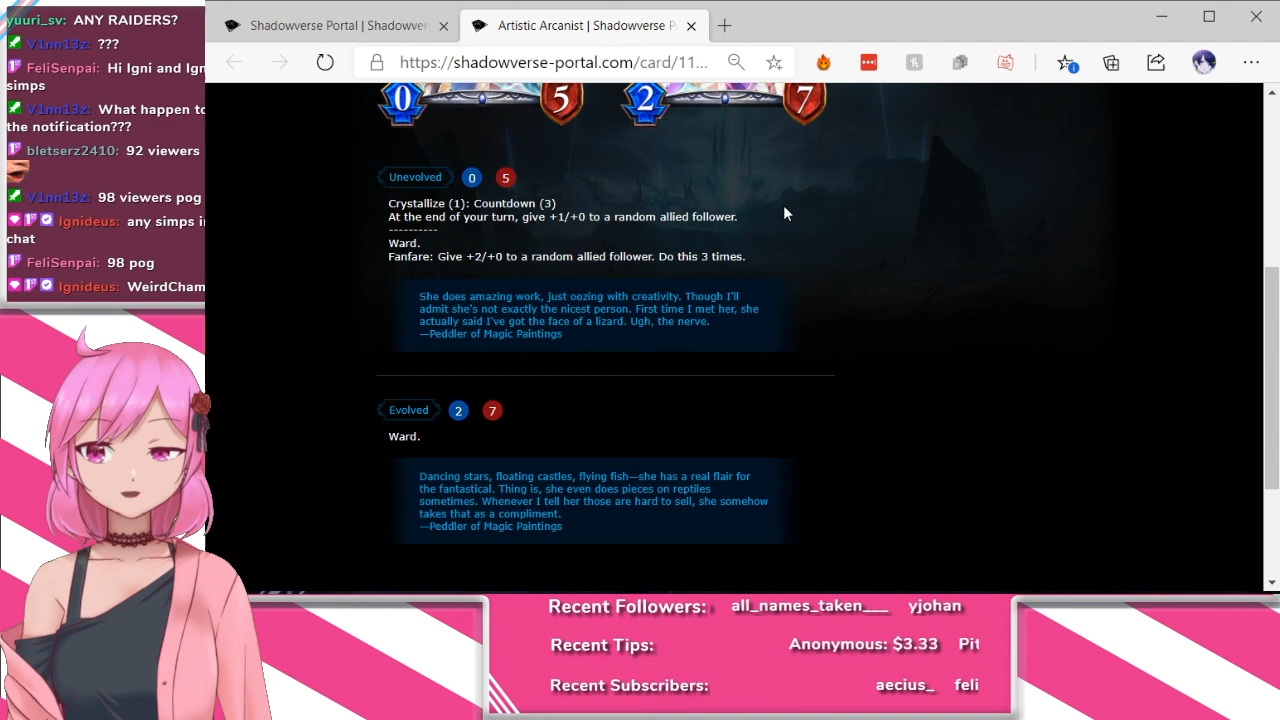 yuuri_sv: ANY RAIDERS?
V1nn13z: ???
FeliSenpai: Hi Igni and Ign
simps
V1nn13z: What happen to
the notification???
bletserz2410: 92 viewers
V1nn13z: 98 viewers pog
Ignideus: any simps i
chat
FeliSenpai: 98 pog
Ignideus: WeirdCham
Shadowverse Portal | Shadowver
Artistic Arcanist | Shadowverse P
https://shadowverse-portal.com/card/11...
0
5
2
7
Unevolved 0 5
Crystallize (1): Countdown (3)
At the end of your turn, give +1/+0 to a random allied follower.
----------
Ward.
Fanfare: Give +2/+0 to a random allied follower. Do this 3 times.
She does amazing work, just oozing with creativity. Though I'll
admit she's not exactly the nicest person. First time I met her, she
actually said I've got the face of a lizard. Ugh, the nerve.
—Peddler of Magic Paintings
Evolved 2 7
Ward.
Dancing stars, floating castles, flying fish—she has a real flair for
the fantastical. Thing is, she even does pieces on reptiles
sometimes. Whenever I tell her those are hard to sell, she somehow
takes that as a compliment.
—Peddler of Magic Paintings
Recent Followers: all_names_taken___ yjohan
Recent Tips: Anonymous: $3.33 Pit
Recent Subscribers: aecius_ feli